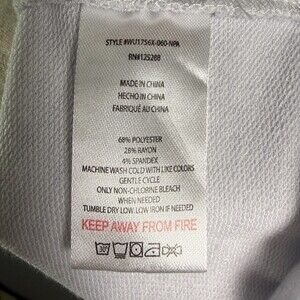 STYLE #WU1756X-060-NPA
RN#125288
MADE IN CHINA
HECHO EN CHINA
FABRIQUÉ AU CHINA
68% POLYESTER
28% RAYON
4% SPANDEX
MACHINE WASH COLD WITH LIKE COLORS
GENTLE CYCLE
ONLY NON-CHLORINE BLEACH
WHEN NEEDED
TUMBLE DRY LOW. LOW IRON IF NEEDED
KEEP AWAY FROM FIRE
30°